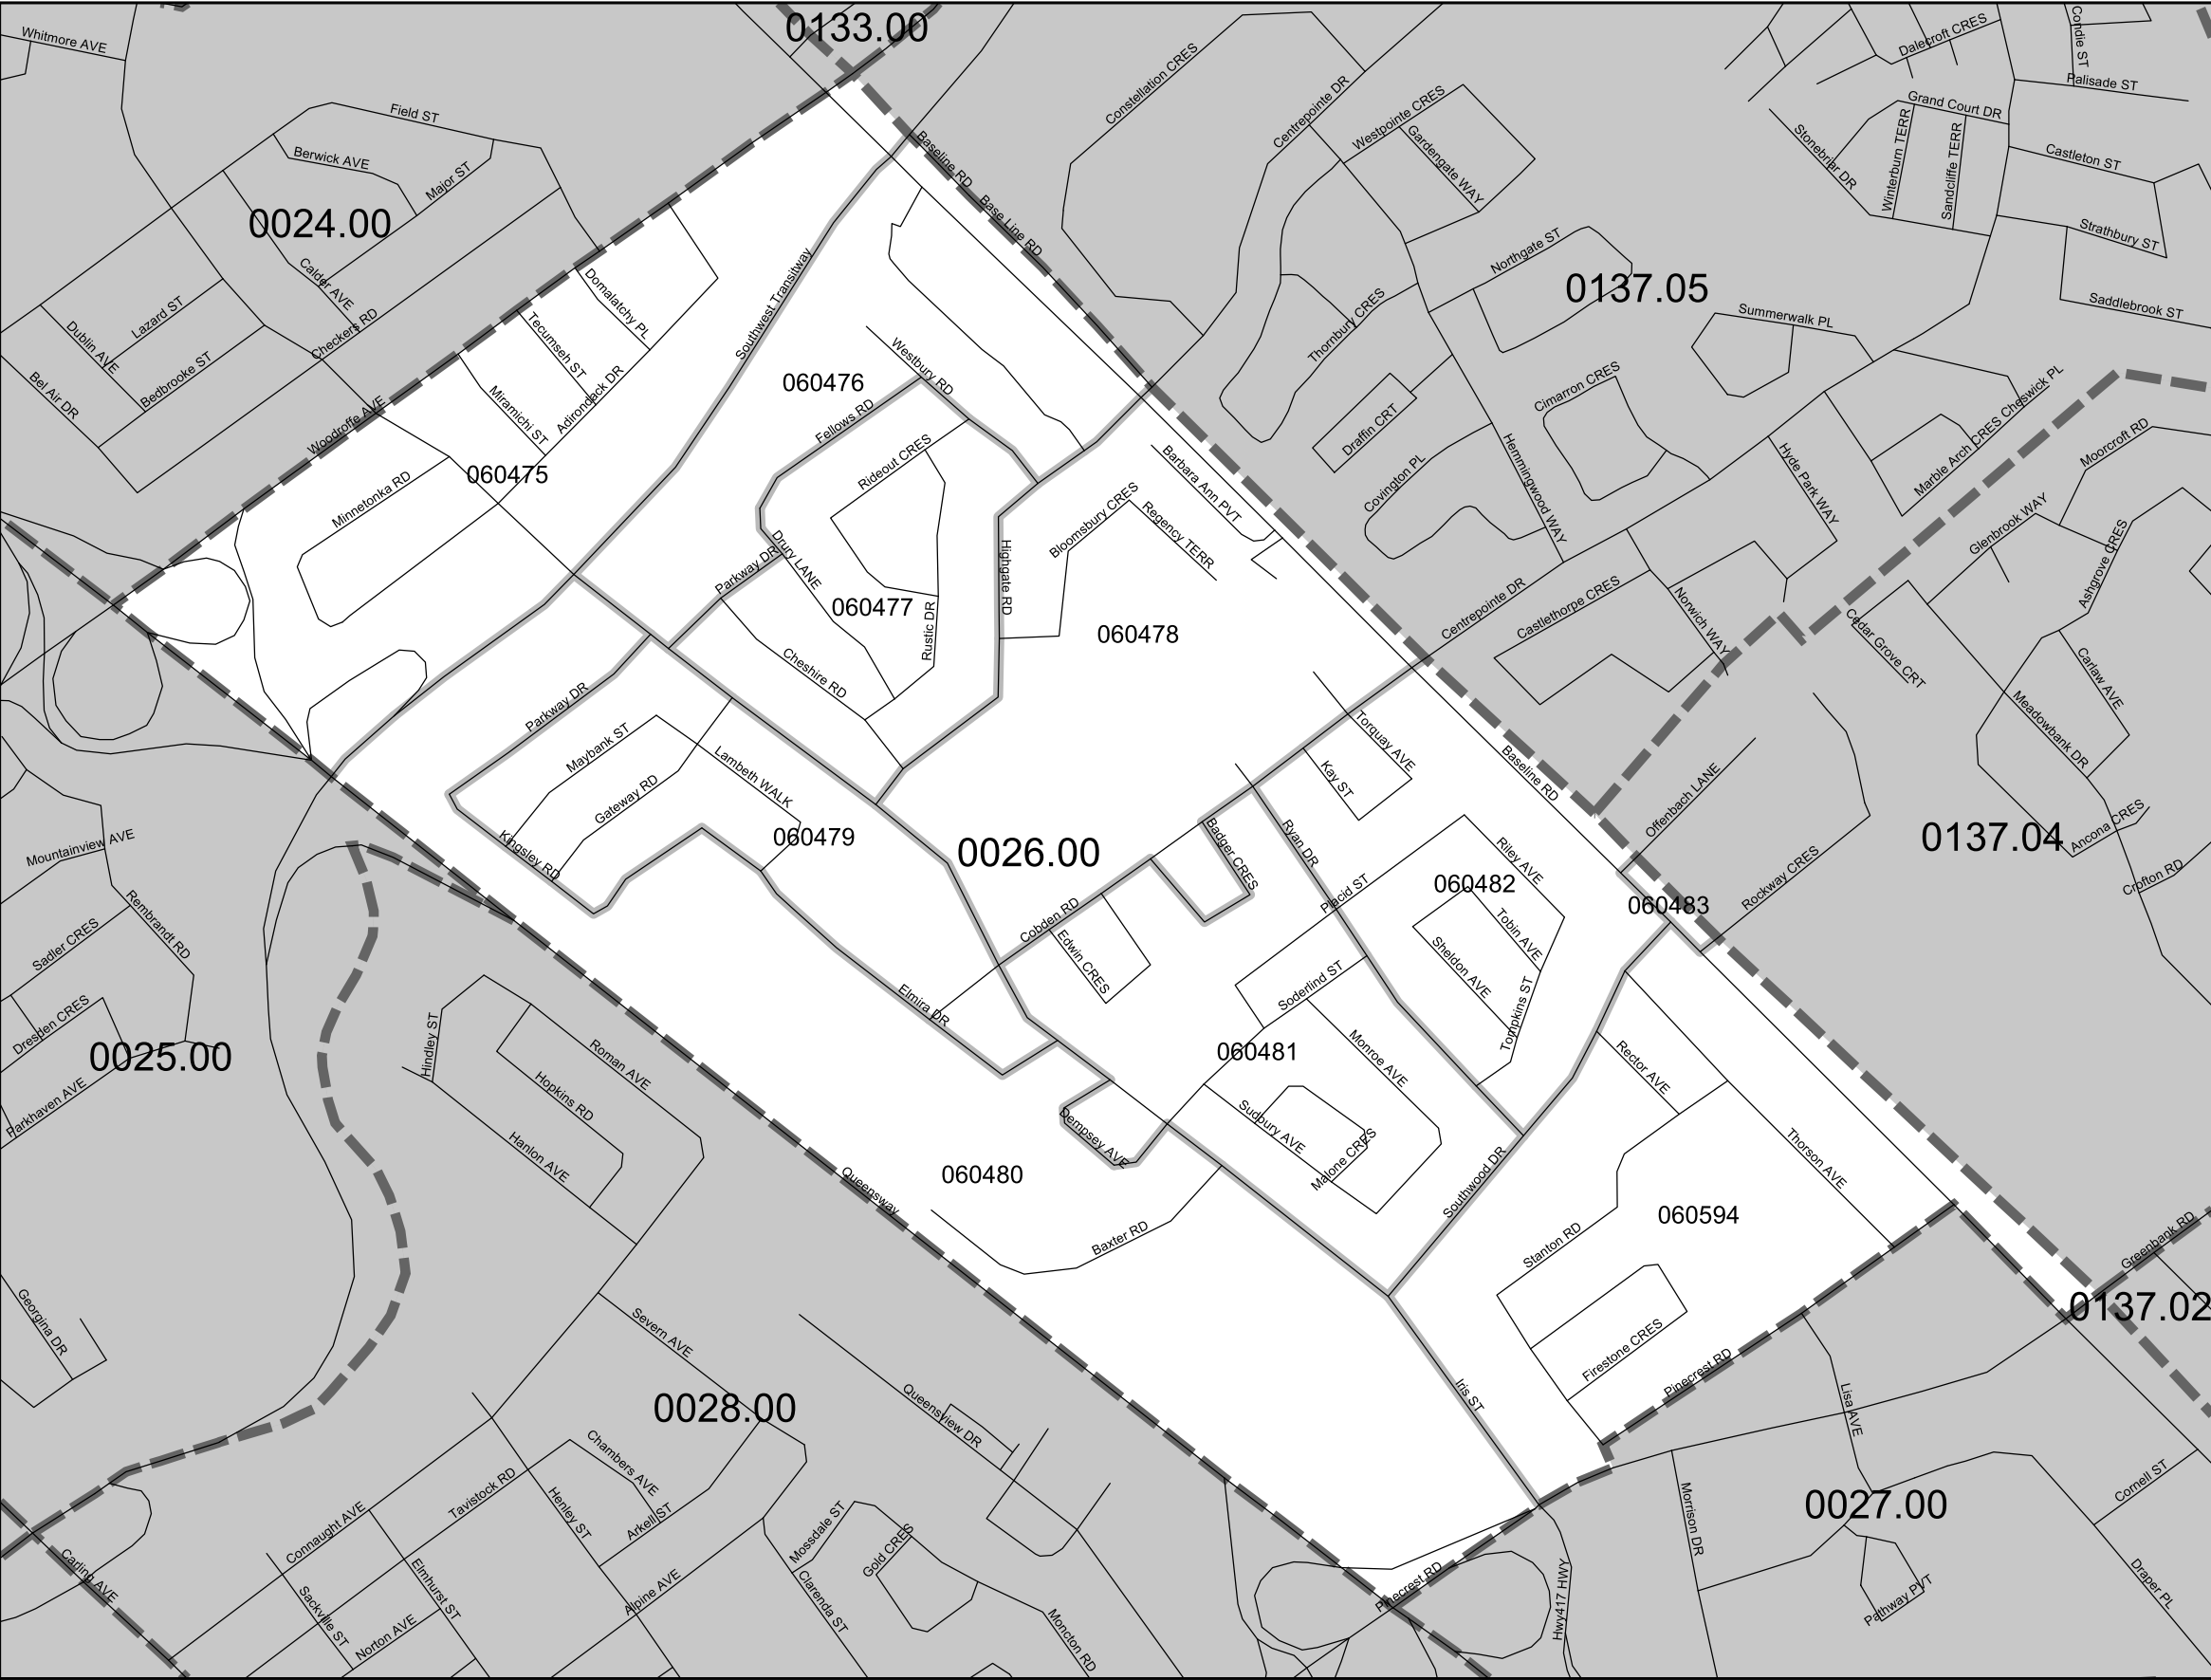 0133.00
Whitmore AVE
Field ST
Berwick AVE
Major ST
0024.00
Calder AVE
Lazard ST
Dublin AVE
Bedbrooke ST
Bel Air DR
Checkers RD
Woodroffe AVE
Constellation CRES
Centrepointe DR
Westpointe CRES
Gardengate WAY
Dalecroft CRES
Condie ST
Palisade ST
Grand Court DR
Stonebriar DR
Winterburn TERR
Sandcliffe TERR
Castleton ST
Strathbury ST
Saddlebrook ST
Baseline RD
Base Line RD
Northgate ST
0137.05
Summerwalk PL
Thornbury CRES
Cimarron CRES
Draffin CRT
Covington PL
Hemmingwood WAY
Hyde Park WAY
Marble Arch CRES
Cheswick PL
Moorcroft RD
Glenbrook WAY
Ashgrove CRES
Domalatchy PL
Tecumseh ST
Miramichi ST
Adirondack DR
Southwest Transitway
060475
Minnetonka RD
060476
Westbury RD
Fellows RD
Rideout CRES
Drury LANE
Parkway DR
060477
Rustic DR
Cheshire RD
Highgate RD
Bloomsbury CRES
Regency TERR
Barbara Ann PVT
060478
Centrepointe DR
Castlethorpe CRES
Norwich WAY
Cedar Grove CRT
Carlaw AVE
Meadowbank DR
Parkway DR
Maybank ST
Gateway RD
Lambeth WALK
Kingsley RD
060479
0026.00
Torquay AVE
Kay ST
Baseline RD
Offenbach LANE
Rockway CRES
0137.04
Ancona CRES
Crofton RD
Badger CRES
Ryan DR
Placid ST
Riley AVE
060482
Tobin AVE
Sheldon AVE
Tompkins ST
060483
Cobden RD
Edwin CRES
Elmira DR
Soderlind ST
060481
Monroe AVE
Sudbury AVE
Malone CRES
Dempsey AVE
060480
Baxter RD
Queensway
Southwood DR
Rector AVE
Thorson AVE
060594
Stanton RD
Firestone CRES
Pinecrest RD
Iris ST
Greenbank RD
0137.02
Mountainview AVE
Rembrandt RD
Sadler CRES
Dresden CRES
0025.00
Parkhaven AVE
Georgina DR
Hindley ST
Roman AVE
Hopkins RD
Hanlon AVE
Severn AVE
0028.00
Queensview DR
Chambers AVE
Tavistock RD
Henley ST
Arkell ST
Connaught AVE
Elmhurst ST
Sackville ST
Norton AVE
Carling AVE
Alpine AVE
Mossdale ST
Gold CRES
Clarenda ST
Moncton RD
Pinecrest RD
Hwy417 HWY
Lisa AVE
Morrison DR
0027.00
Pathway PVT
Cornell ST
Draper PL